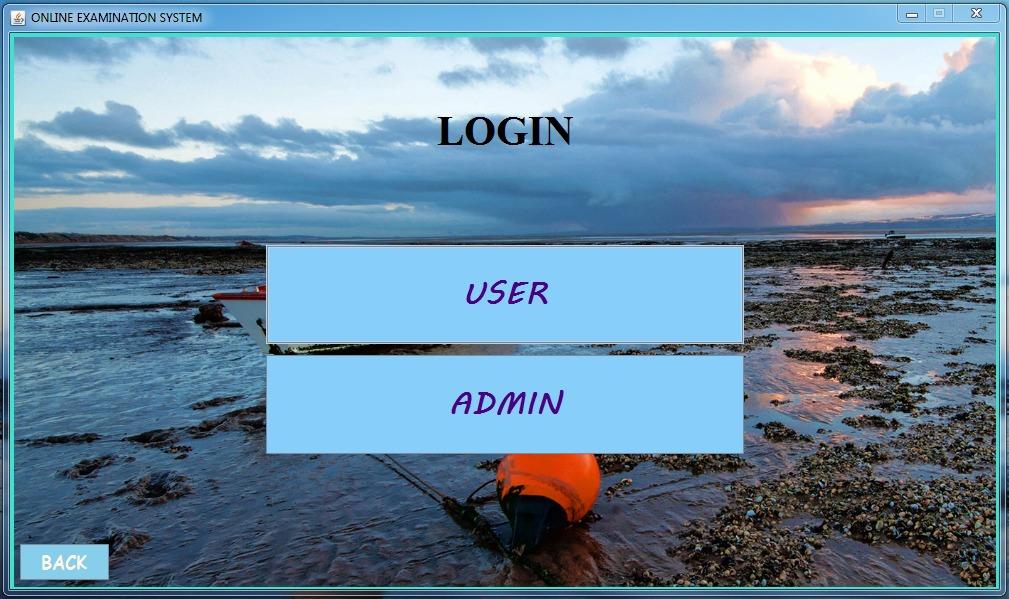 ONLINE EXAMINATION SYSTEM
LOGIN
USER
ADMIN
BACK